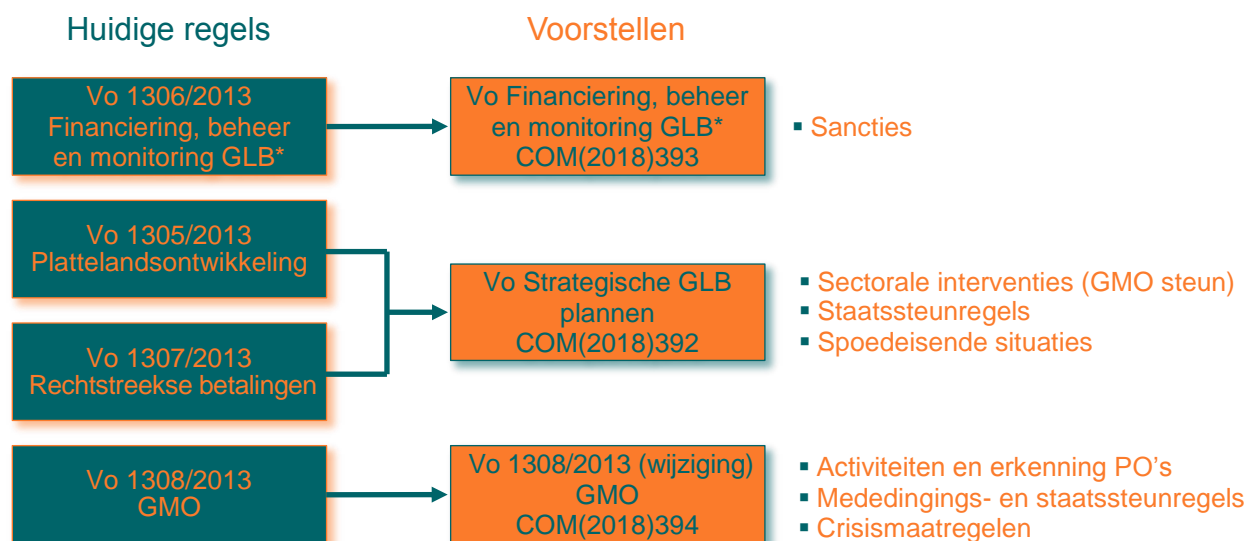 Huidige regels
Voorstellen
Vo 1306/2013
Financiering, beheer
en monitoring GLB*
Vo Financiering, beheer
en monitoring GLB*
COM(2018)393
▪ Sancties
Vo 1305/2013
Plattelandsontwikkeling
Vo 1307/2013
Rechtstreekse betalingen
Vo Strategische GLB
plannen
COM(2018)392
▪ Sectorale interventies (GMO steun)
▪ Staatssteunregels
▪ Spoedeisende situaties
Vo 1308/2013
GMO
Vo 1308/2013 (wijziging)
GMO
COM(2018)394
▪ Activiteiten en erkenning PO's
▪ Mededingings- en staatssteunregels
▪ Crisismaatregelen